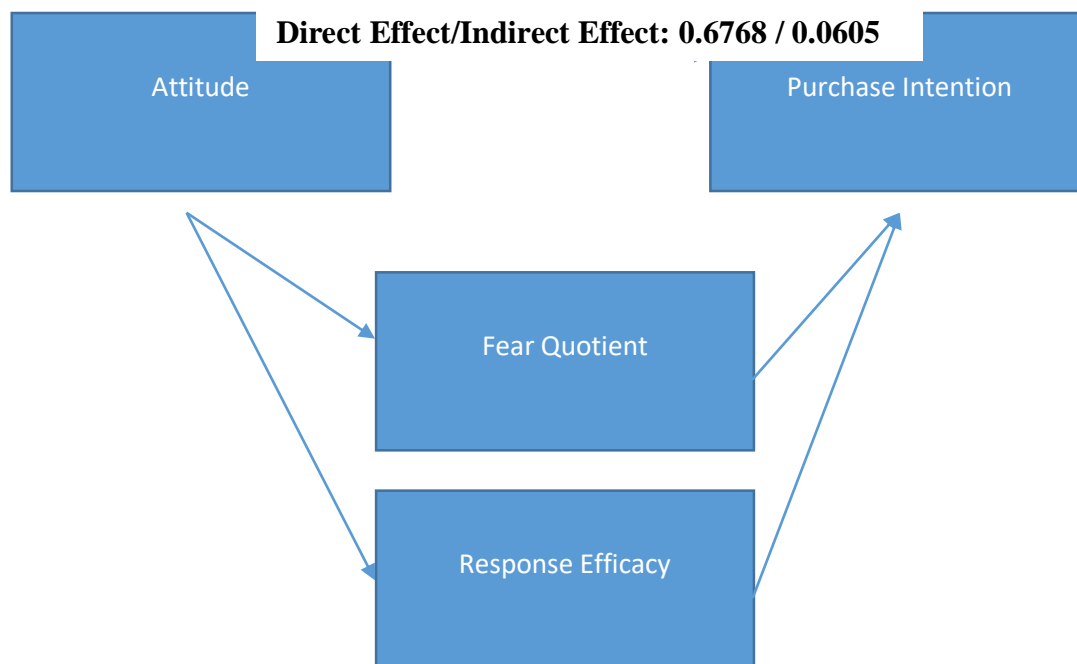 Direct Effect/Indirect Effect: 0.6768 / 0.0605
Attitude
Purchase Intention
Fear Quotient
Response Efficacy